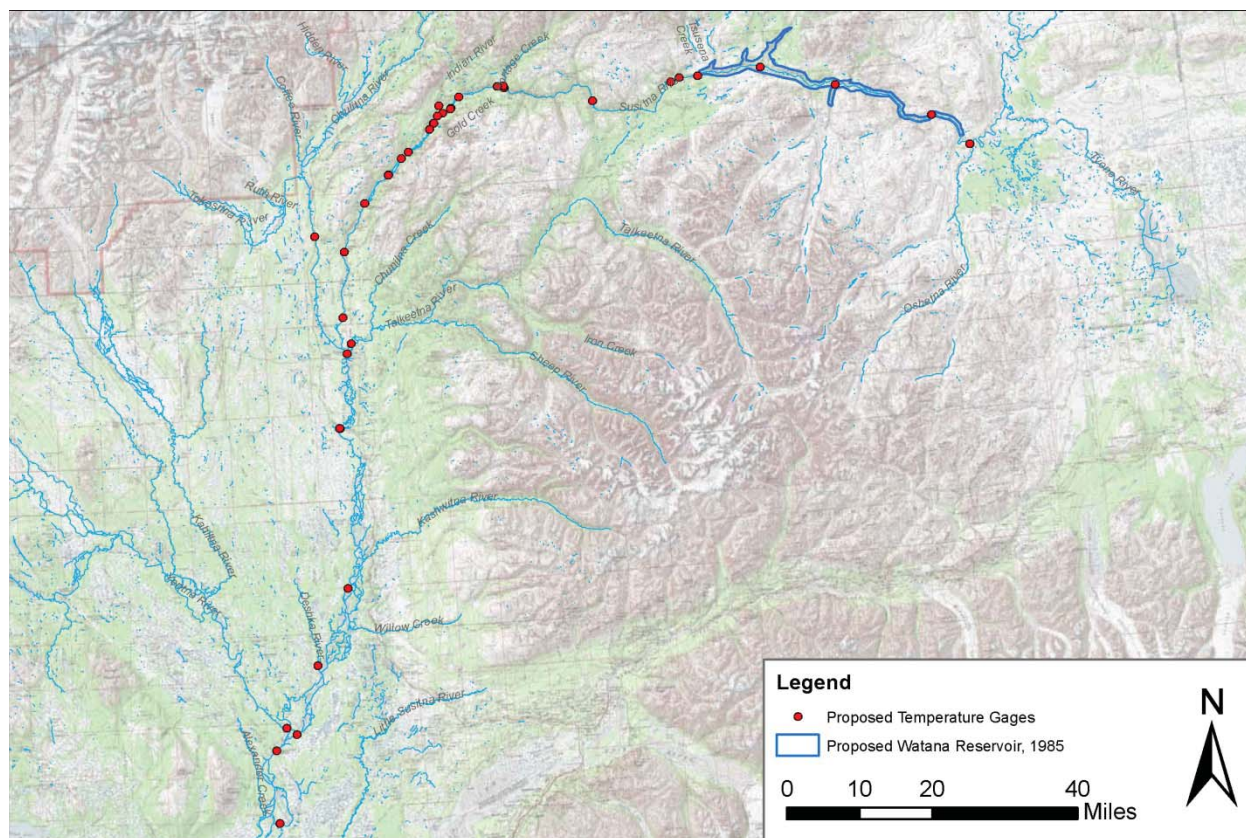 Hidden River
Coffee River
Chulitna River
Indian River
Portage Creek
Tsusena
Creek
Susitna River
Gold Creek
Tyone River
Ruth River
Tokositna River
Chunilna Creek
Talkeetna River
Oshetna River
Talkeetna River
Iron Creek
Sheep River
Kashwitna River
Kahiltna River
Yentna River
Deshka River
Willow Creek
Little Susitna River
Alexander Creek
Legend
Proposed Temperature Gages
Proposed Watana Reservoir, 1985
N
0 10 20 40
Miles